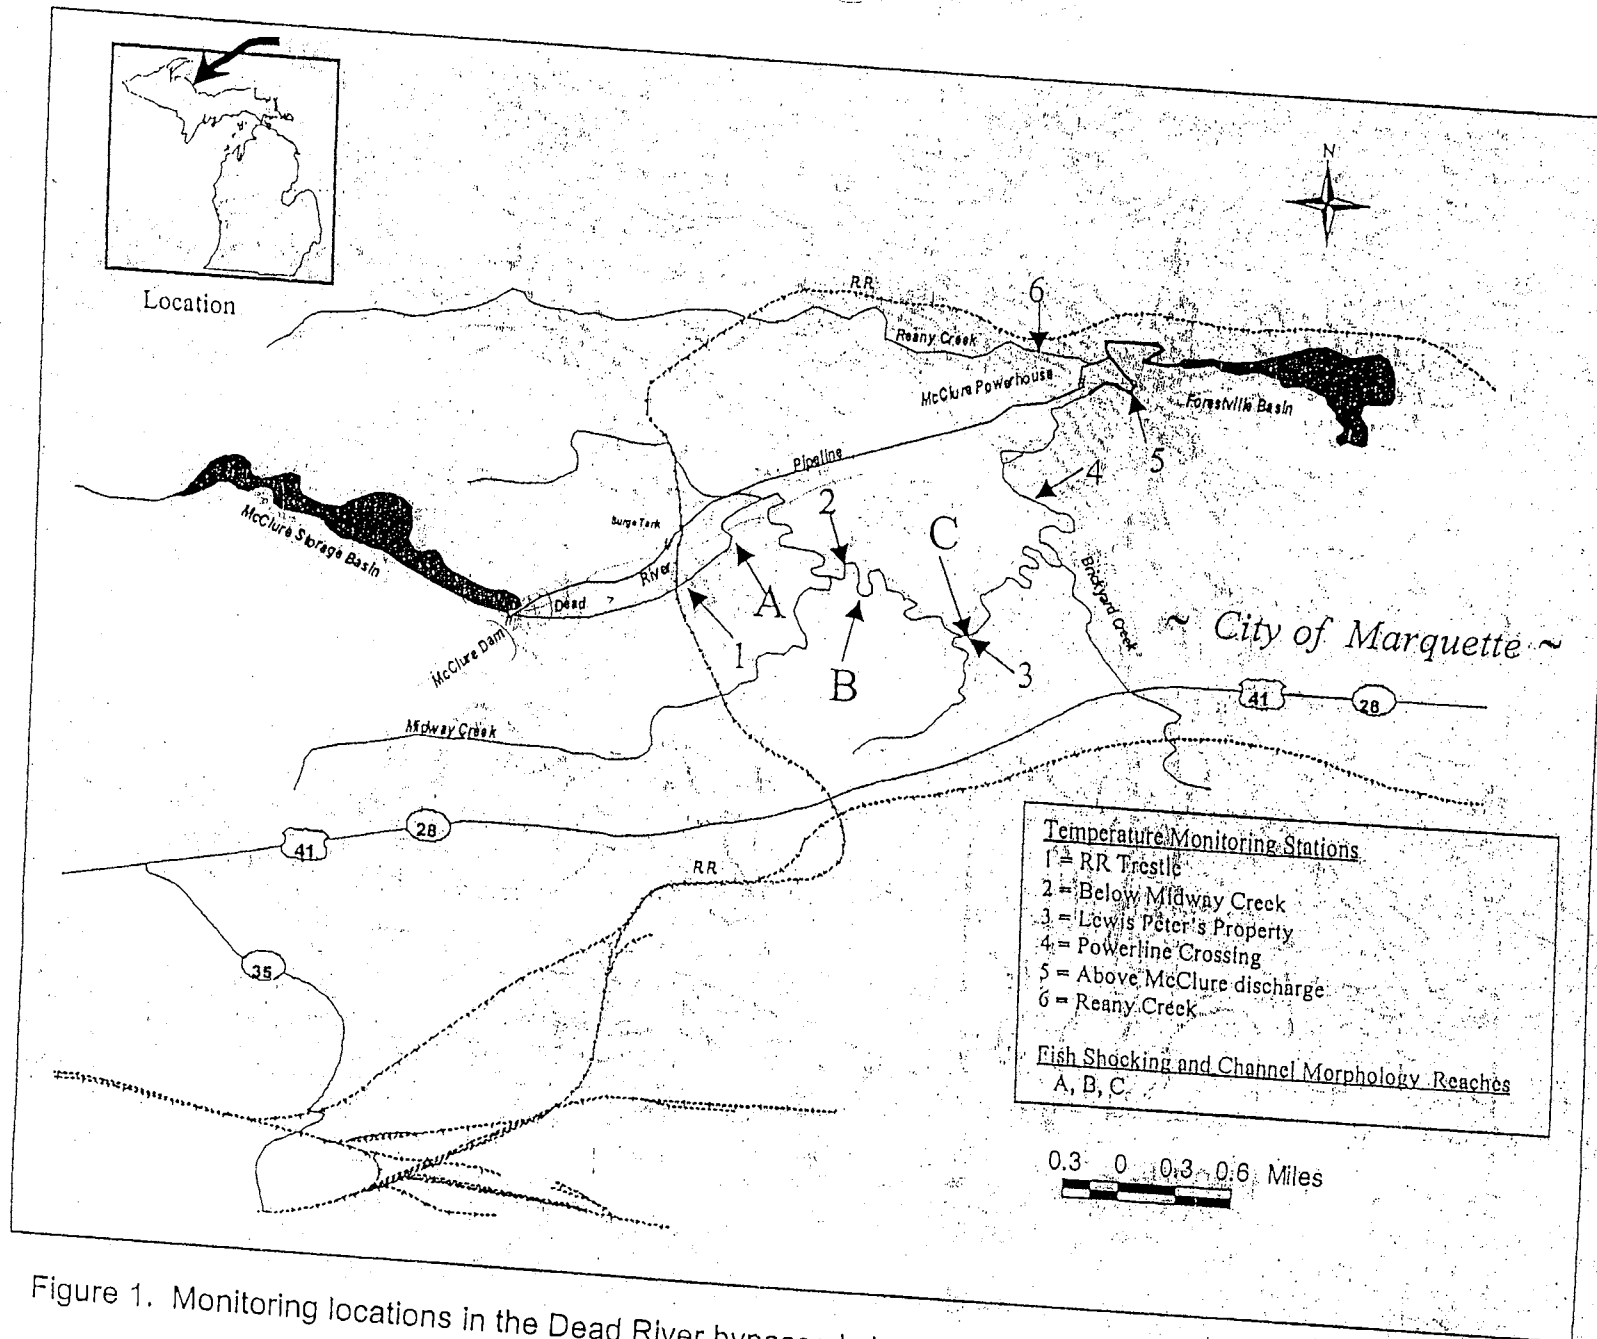 Location
N
RR
6
Reany Creek
McClure Powerhouse
Forestville Basin
5
4
Pipeline
2
C
McClure Storage Basin
Surge Tank
River
Dead
A
1
B
3
McClure Dam
Brickyard Creek
~ City of Marquette ~
41
28
Midway Creek
41
28
RR
35
Temperature Monitoring Stations
1 = RR Trestle
2 = Below Midway Creek
3 = Lewis Peter's Property
4 = Powerline Crossing
5 = Above McClure discharge
6 = Reany Creek
Fish Shocking and Channel Morphology Reaches
A, B, C
0.3 0 0.3 0.6 Miles
Figure 1. Monitoring locations in the Dead River